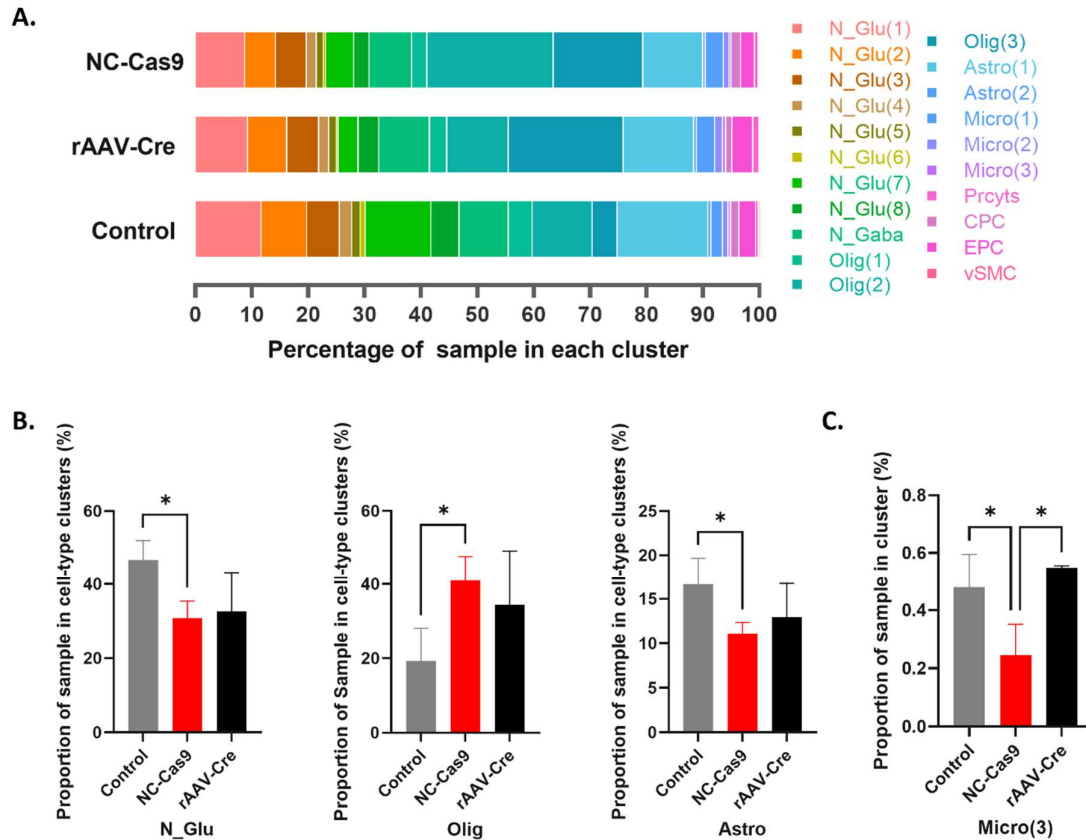 A.
NC-Cas9
rAAV-Cre
Control
0 10 20 30 40 50 60 70 80 90 100
Percentage of sample in each cluster
N_Glu(1)
N_Glu(2)
N_Glu(3)
N_Glu(4)
N_Glu(5)
N_Glu(6)
N_Glu(7)
N_Glu(8)
N_Gaba
Olig(1)
Olig(2)
Olig(3)
Astro(1)
Astro(2)
Micro(1)
Micro(2)
Micro(3)
Prcyts
CPC
EPC
vSMC
B.
Proportion of sample in cell-type clusters (%)
60
40
20
0
*
Control
NC-Cas9
rAAV-Cre
N_Glu
Proportion of Sample in cell-type clusters (%)
60
40
20
0
*
Control
NC-Cas9
rAAV-Cre
Olig
Proportion of sample in cell-type clusters (%)
25
20
15
10
5
0
*
Control
NC-Cas9
rAAV-Cre
Astro
C.
Proportion of sample in cluster (%)
0.8
0.6
0.4
0.2
0.0
* *
Control
NC-Cas9
rAAV-Cre
Micro(3)